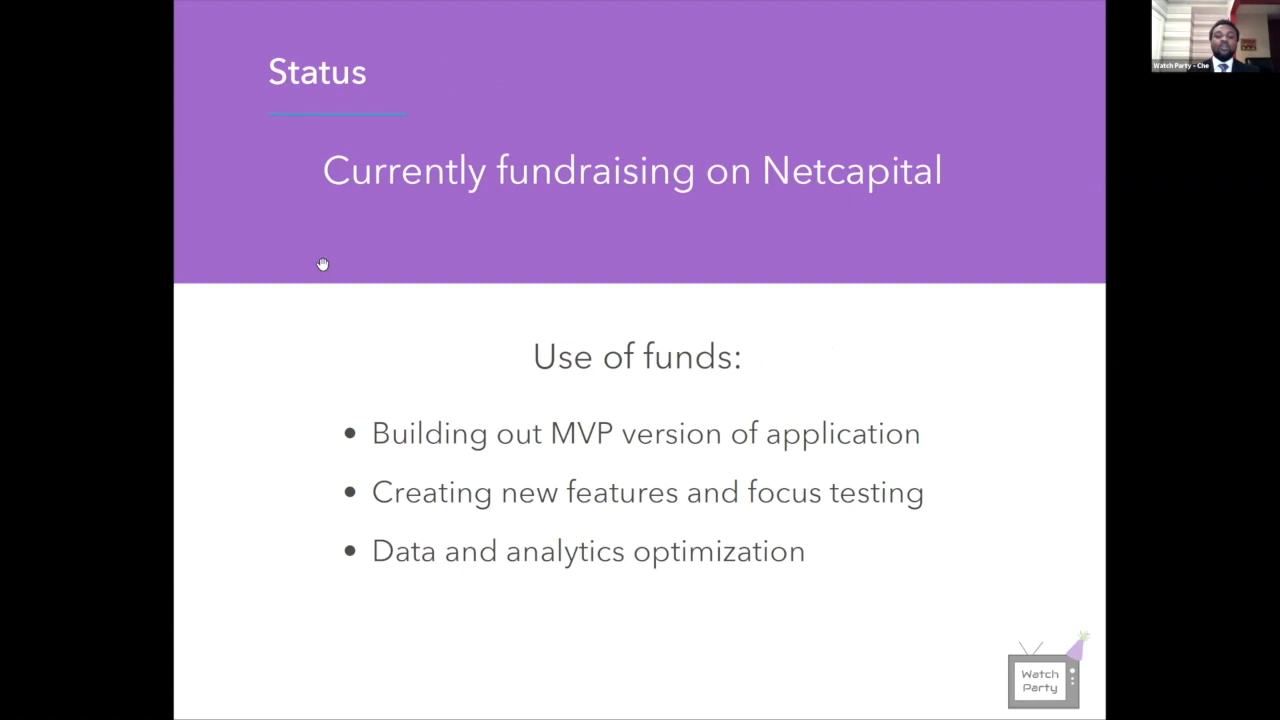 Status
Currently fundraising on Netcapital
Use of funds:
• Building out MVP version of application
• Creating new features and focus testing
• Data and analytics optimization
Watch
Party
Watch Party - Che